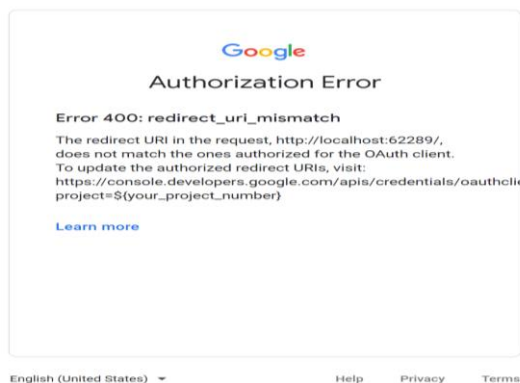 Google
Authorization Error
Error 400: redirect_uri_mismatch
The redirect URI in the request, http://localhost:62289/,
does not match the ones authorized for the OAuth client.
To update the authorized redirect URIs, visit:
https://console.developers.google.com/apis/credentials/oauthclie
project=${your_project_number}
Learn more
English (United States) Help Privacy Terms